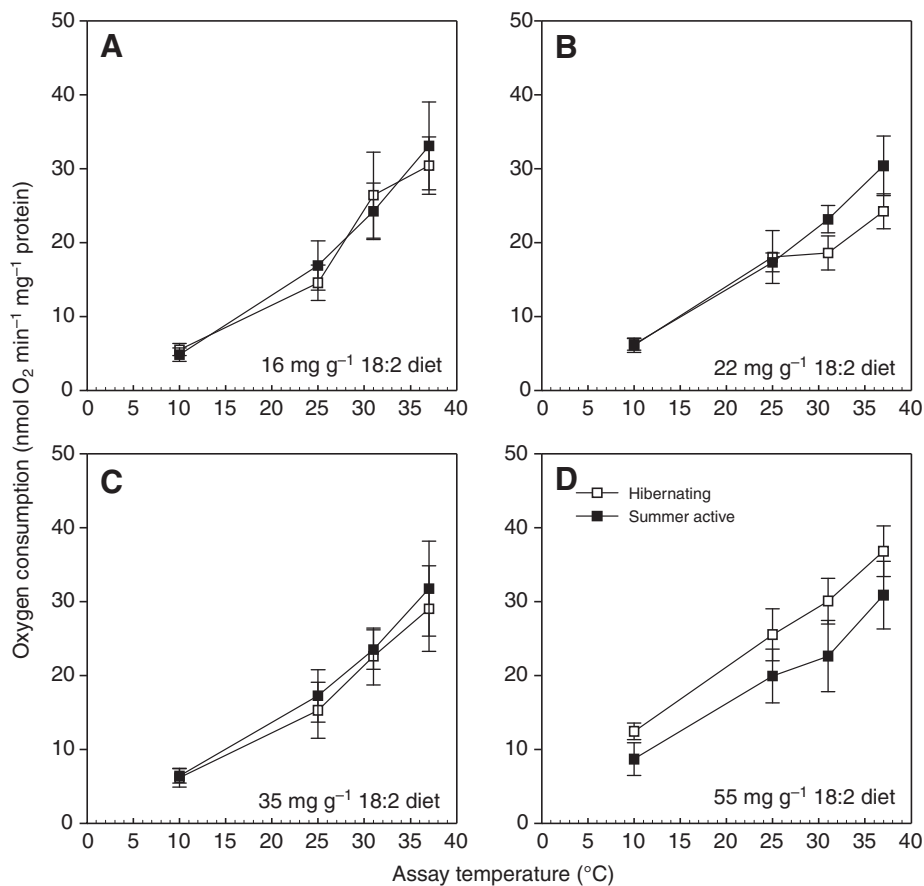 Oxygen consumption (nmol O₂ min⁻¹ mg⁻¹ protein)
A
50
40
30
20
10
0
0 5 10 15 20 25 30 35 40
16 mg g⁻¹ 18:2 diet
B
50
40
30
20
10
0
0 5 10 15 20 25 30 35 40
22 mg g⁻¹ 18:2 diet
C
50
40
30
20
10
0
0 5 10 15 20 25 30 35 40
35 mg g⁻¹ 18:2 diet
D
Hibernating
Summer active
50
40
30
20
10
0
0 5 10 15 20 25 30 35 40
55 mg g⁻¹ 18:2 diet
Assay temperature (°C)